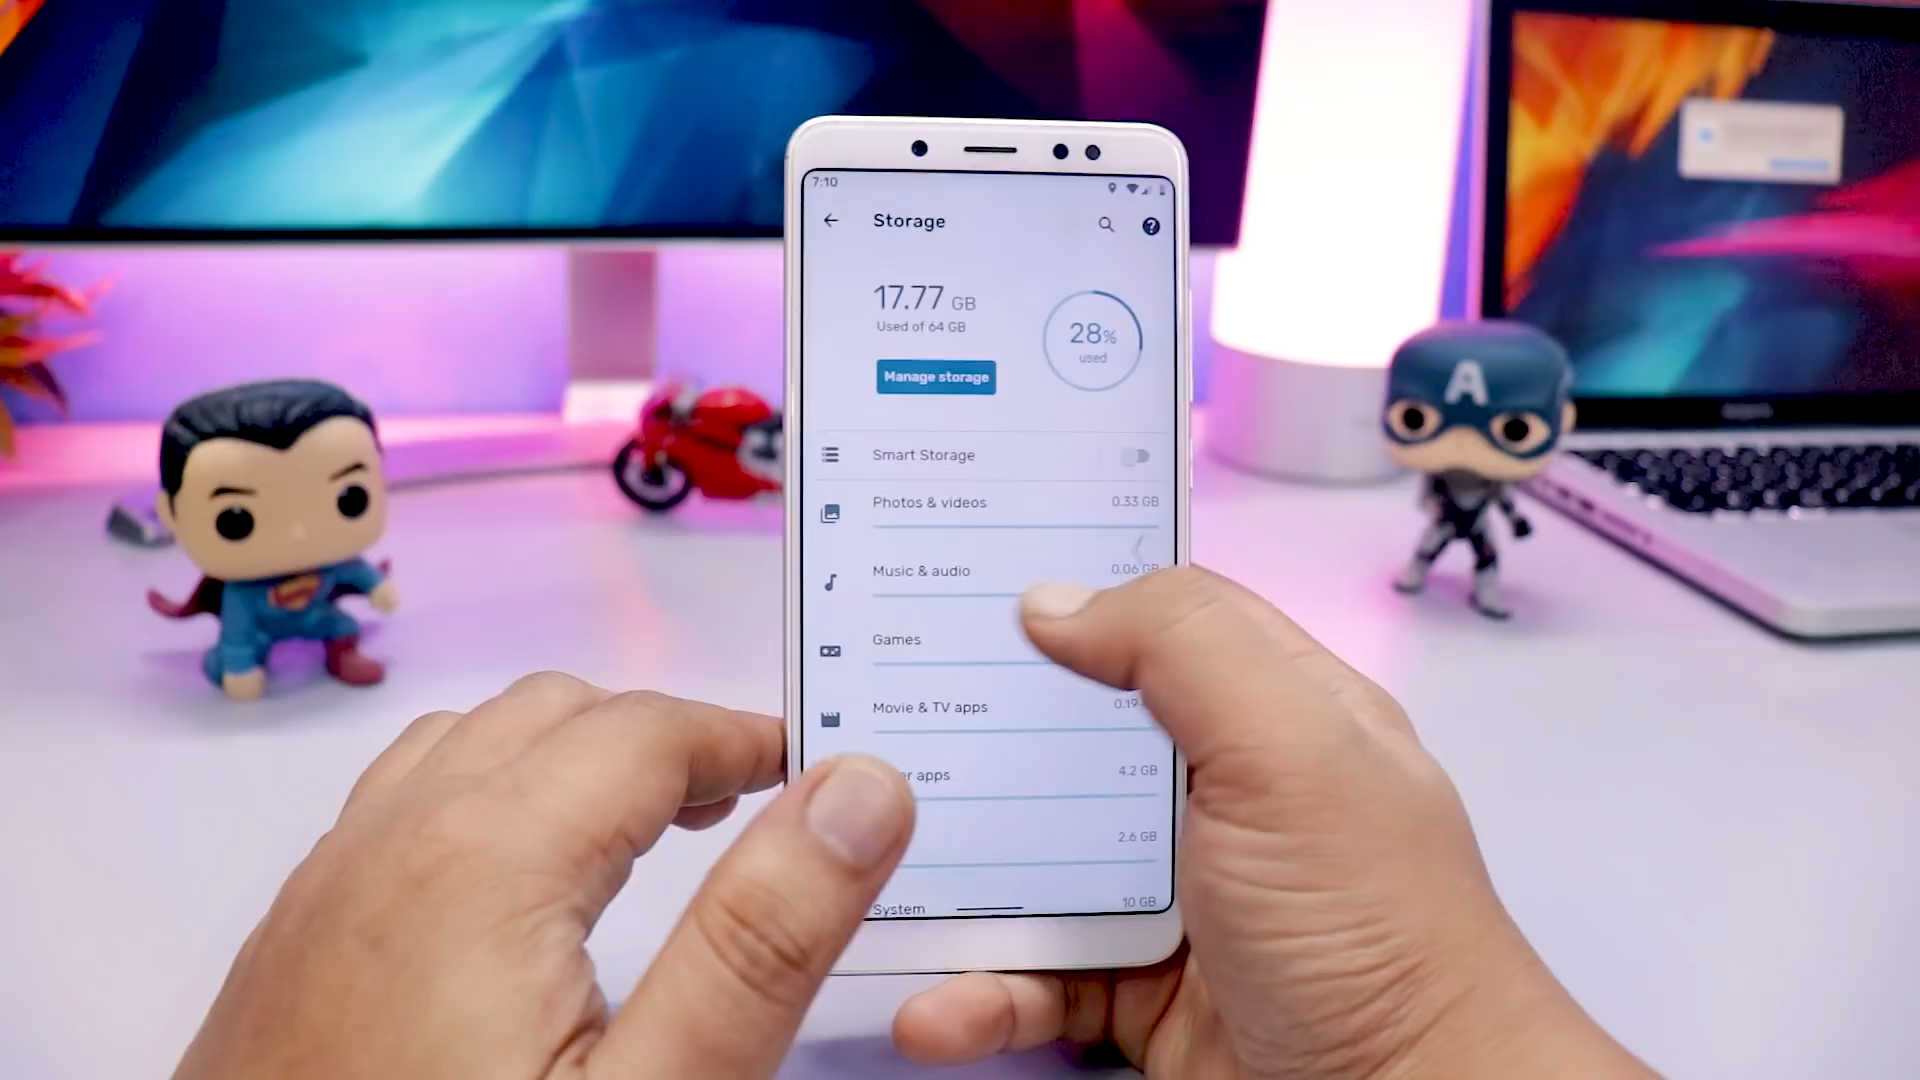 7:10
Storage
17.77 GB
Used of 64 GB
28%
used
Manage storage
Smart Storage
Photos & videos 0.33 GB
Music & audio 0.06 GB
Games
Movie & TV apps 0.19
apps 4.2 GB
2.6 GB
System 10 GB
A